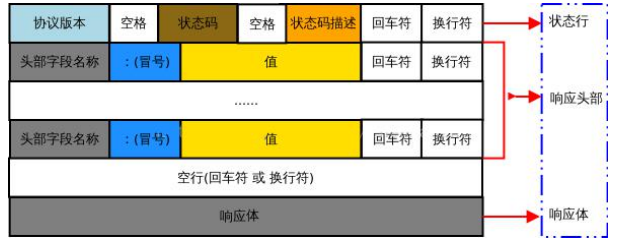 协议版本 空格 状态码 空格 状态码描述 回车符 换行符 状态行
头部字段名称 :(冒号) 值 回车符 换行符
...... 响应头部
头部字段名称 :(冒号) 值 回车符 换行符
空行(回车符 或 换行符)
响应体 响应体